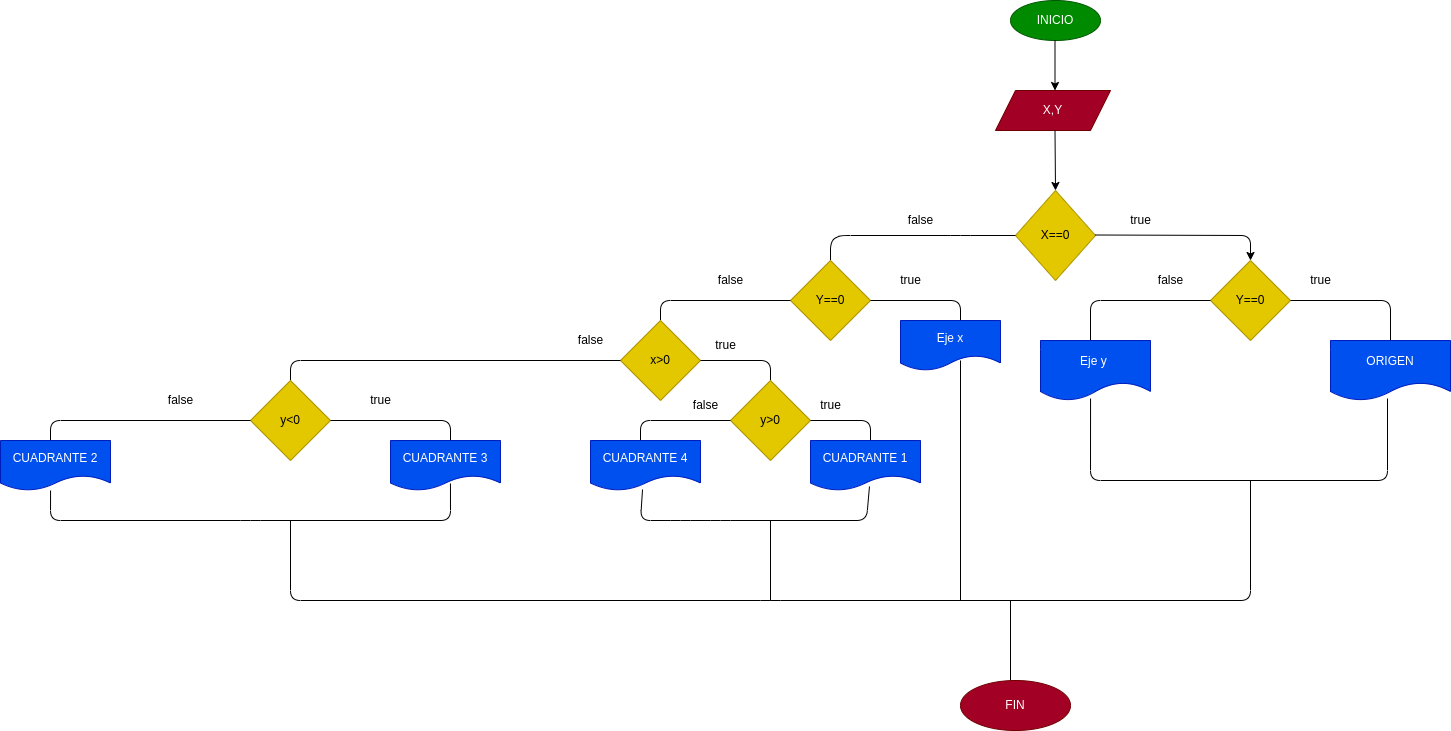 INICIO
X,Y
false
X==0
true
false
Y==0
true
false
Y==0
true
false
x>0
true
Eje x
Eje y
ORIGEN
false
y<0
true
false
y>0
true
CUADRANTE 2
CUADRANTE 3
CUADRANTE 4
CUADRANTE 1
FIN